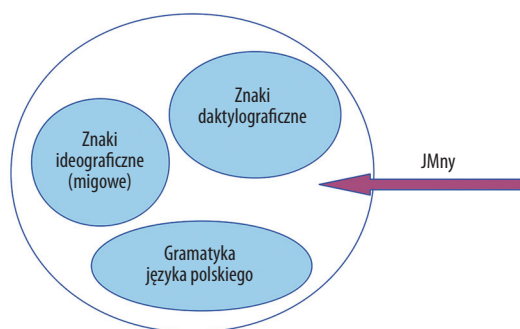 Znaki
daktylograficzne
Znaki
ideograficzne
(migowe)
JMny
Gramatyka
języka polskiego